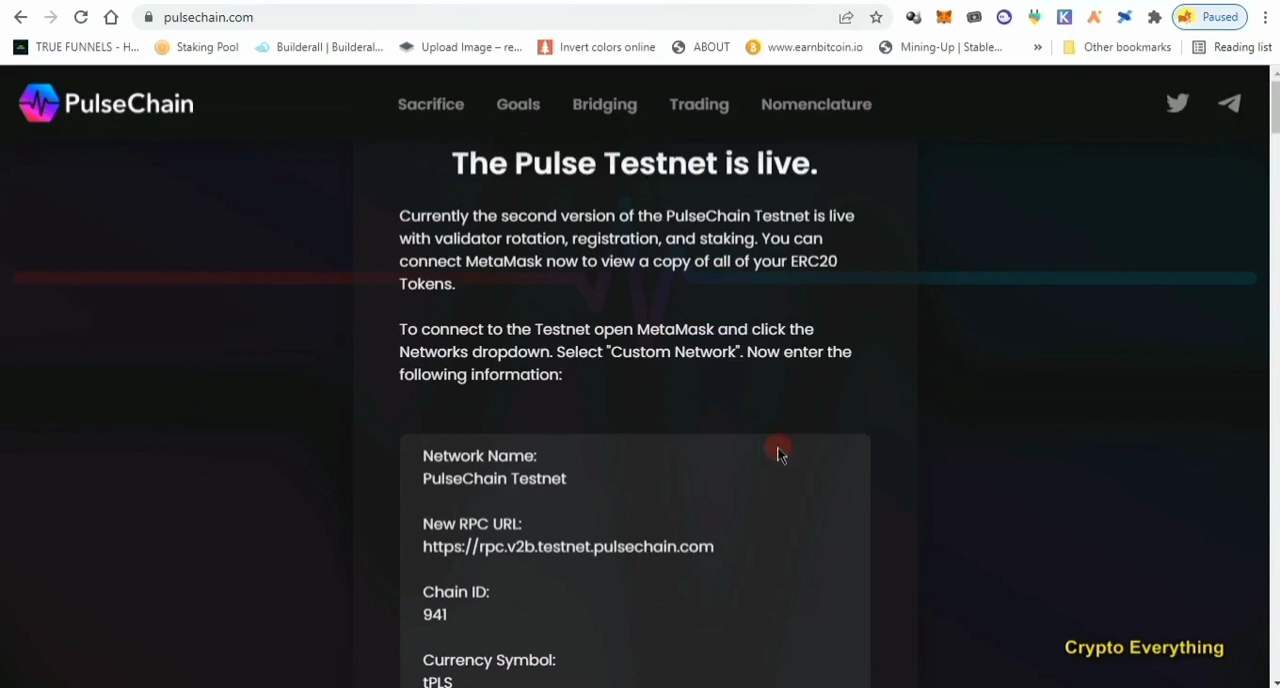 pulsechain.com
Paused
TRUE FUNNELS - H...
Staking Pool
Builderall | Builderal...
Upload Image – re...
Invert colors online
ABOUT
www.earnbitcoin.io
Mining-Up | Stable...
»
Other bookmarks
Reading list
PulseChain
Sacrifice
Goals
Bridging
Trading
Nomenclature
The Pulse Testnet is live.
Currently the second version of the PulseChain Testnet is live
with validator rotation, registration, and staking. You can
connect MetaMask now to view a copy of all of your ERC20
Tokens.
To connect to the Testnet open MetaMask and click the
Networks dropdown. Select "Custom Network". Now enter the
following information:
Network Name:
PulseChain Testnet
New RPC URL:
https://rpc.v2b.testnet.pulsechain.com
Chain ID:
941
Currency Symbol:
tPLS
Crypto Everything